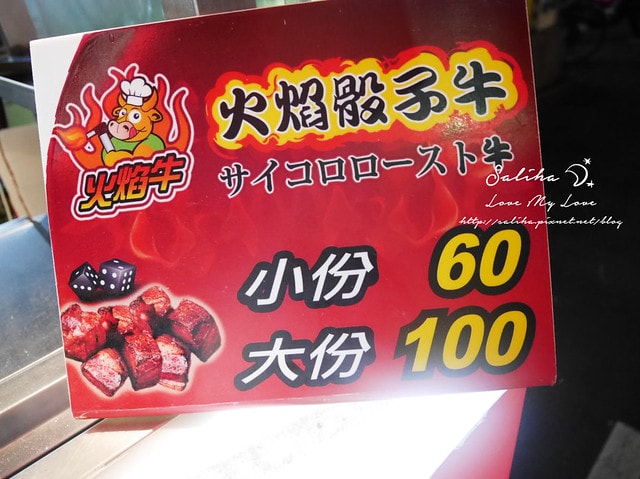 火焰骰子牛
火焰牛
サイコロロースト牛
Saliha
Love My Love
http://saliha.pixnet.net/blog
小份 60
大份 100